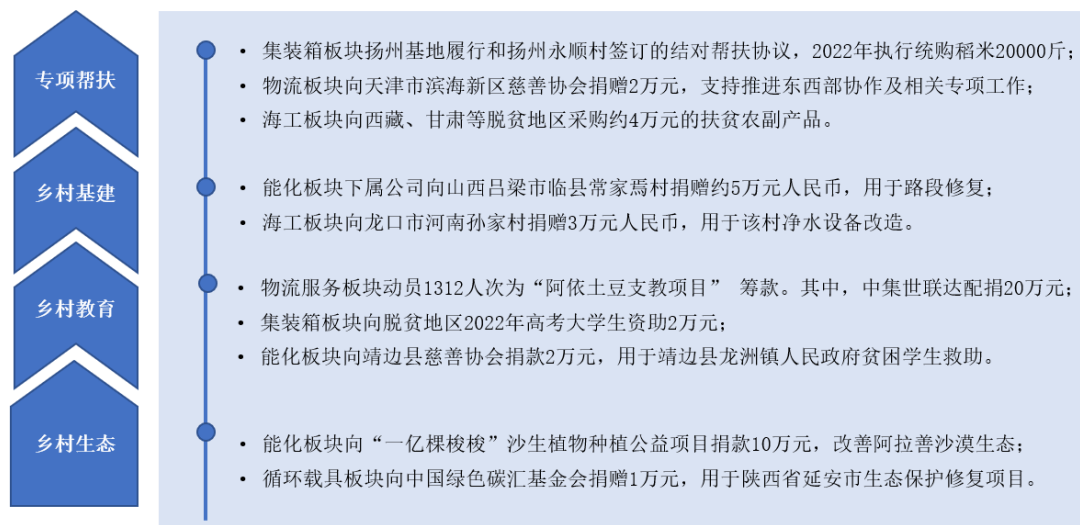 专项帮扶
• 集装箱板块扬州基地履行和扬州永顺村签订的结对帮扶协议，2022年执行统购稻米20000斤；
• 物流板块向天津市滨海新区慈善协会捐赠2万元，支持推进东西部协作及相关专项工作；
• 海工板块向西藏、甘肃等脱贫地区采购约4万元的扶贫农副产品。
乡村基建
• 能化板块下属公司向山西吕梁市临县常家焉村捐赠约5万元人民币，用于路段修复；
• 海工板块向龙口市河南孙家村捐赠3万元人民币，用于该村净水设备改造。
乡村教育
• 物流服务板块动员1312人次为“阿依土豆支教项目” 筹款。其中，中集世联达配捐20万元；
• 集装箱板块向脱贫地区2022年高考大学生资助2万元；
• 能化板块向靖边县慈善协会捐款2万元，用于靖边县龙洲镇人民政府贫困学生救助。
乡村生态
• 能化板块向“一亿棵梭梭”沙生植物种植公益项目捐款10万元，改善阿拉善沙漠生态；
• 循环载具板块向中国绿色碳汇基金会捐赠1万元，用于陕西省延安市生态保护修复项目。